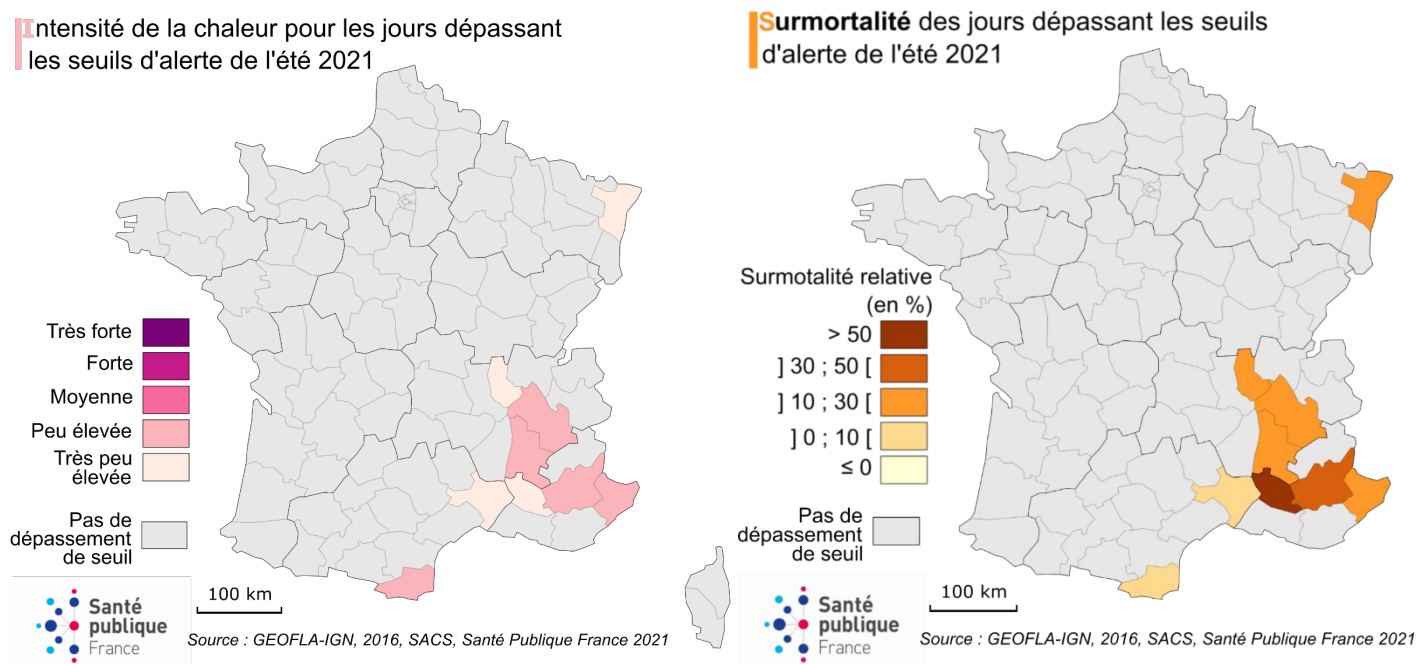 Intensité de la chaleur pour les jours dépassant
les seuils d'alerte de l'été 2021
Très forte
Forte
Moyenne
Peu élevée
Très peu
élevée
Pas de
dépassement
de seuil
Santé
publique
France
100 km
Source : GEOFLA-IGN, 2016, SACS, Santé Publique France 2021
Surmortalité des jours dépassant les seuils
d'alerte de l'été 2021
Surmotalité relative
(en %)
> 50
] 30 ; 50 [
] 10 ; 30 [
] 0 ; 10 [
≤ 0
Pas de
dépassement
de seuil
Santé
publique
France
100 km
Source : GEOFLA-IGN, 2016, SACS, Santé Publique France 2021